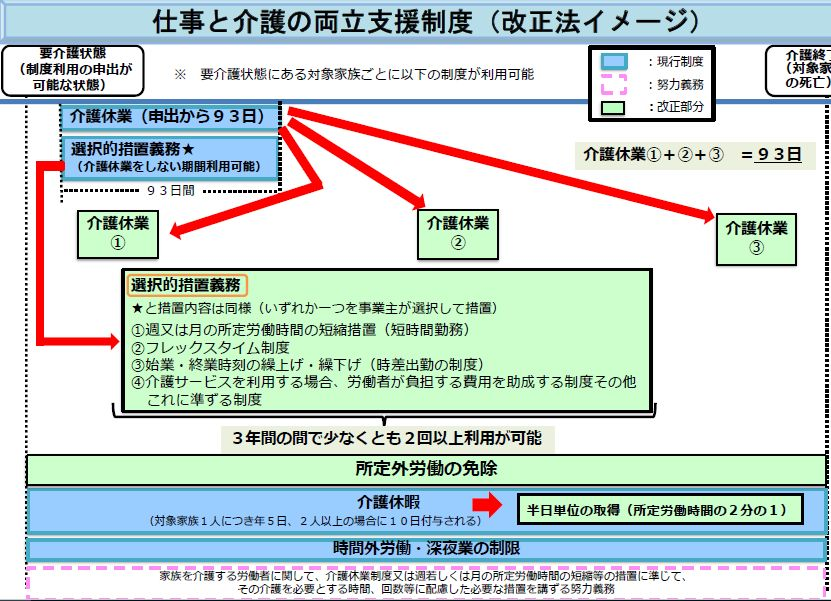 仕事と介護の両立支援制度（改正法イメージ）
要介護状態
（制度利用の申出が
可能な状態）
※　要介護状態にある対象家族ごとに以下の制度が利用可能
：現行制度
：努力義務
：改正部分
介護終了
（対象家
の死亡）
介護休業（申出から９３日）
選択的措置義務★
（介護休業をしない期間利用可能）
９３日間
介護休業①＋②＋③　＝９３日
介護休業
①
介護休業
②
介護休業
③
選択的措置義務
★と措置内容は同様（いずれか一つを事業主が選択して措置）
①週又は月の所定労働時間の短縮措置（短時間勤務）
②フレックスタイム制度
③始業・終業時刻の繰上げ・繰下げ（時差出勤の制度）
④介護サービスを利用する場合、労働者が負担する費用を助成する制度その他
これに準ずる制度
３年間の間で少なくとも２回以上利用が可能
所定外労働の免除
介護休暇
（対象家族１人につき年５日、２人以上の場合に１０日付与される）
半日単位の取得（所定労働時間の２分の１）
時間外労働・深夜業の制限
家族を介護する労働者に関して、介護休業制度又は週若しくは月の所定労働時間の短縮等の措置に準じて、
その介護を必要とする時間、回数等に配慮した必要な措置を講ずる努力義務